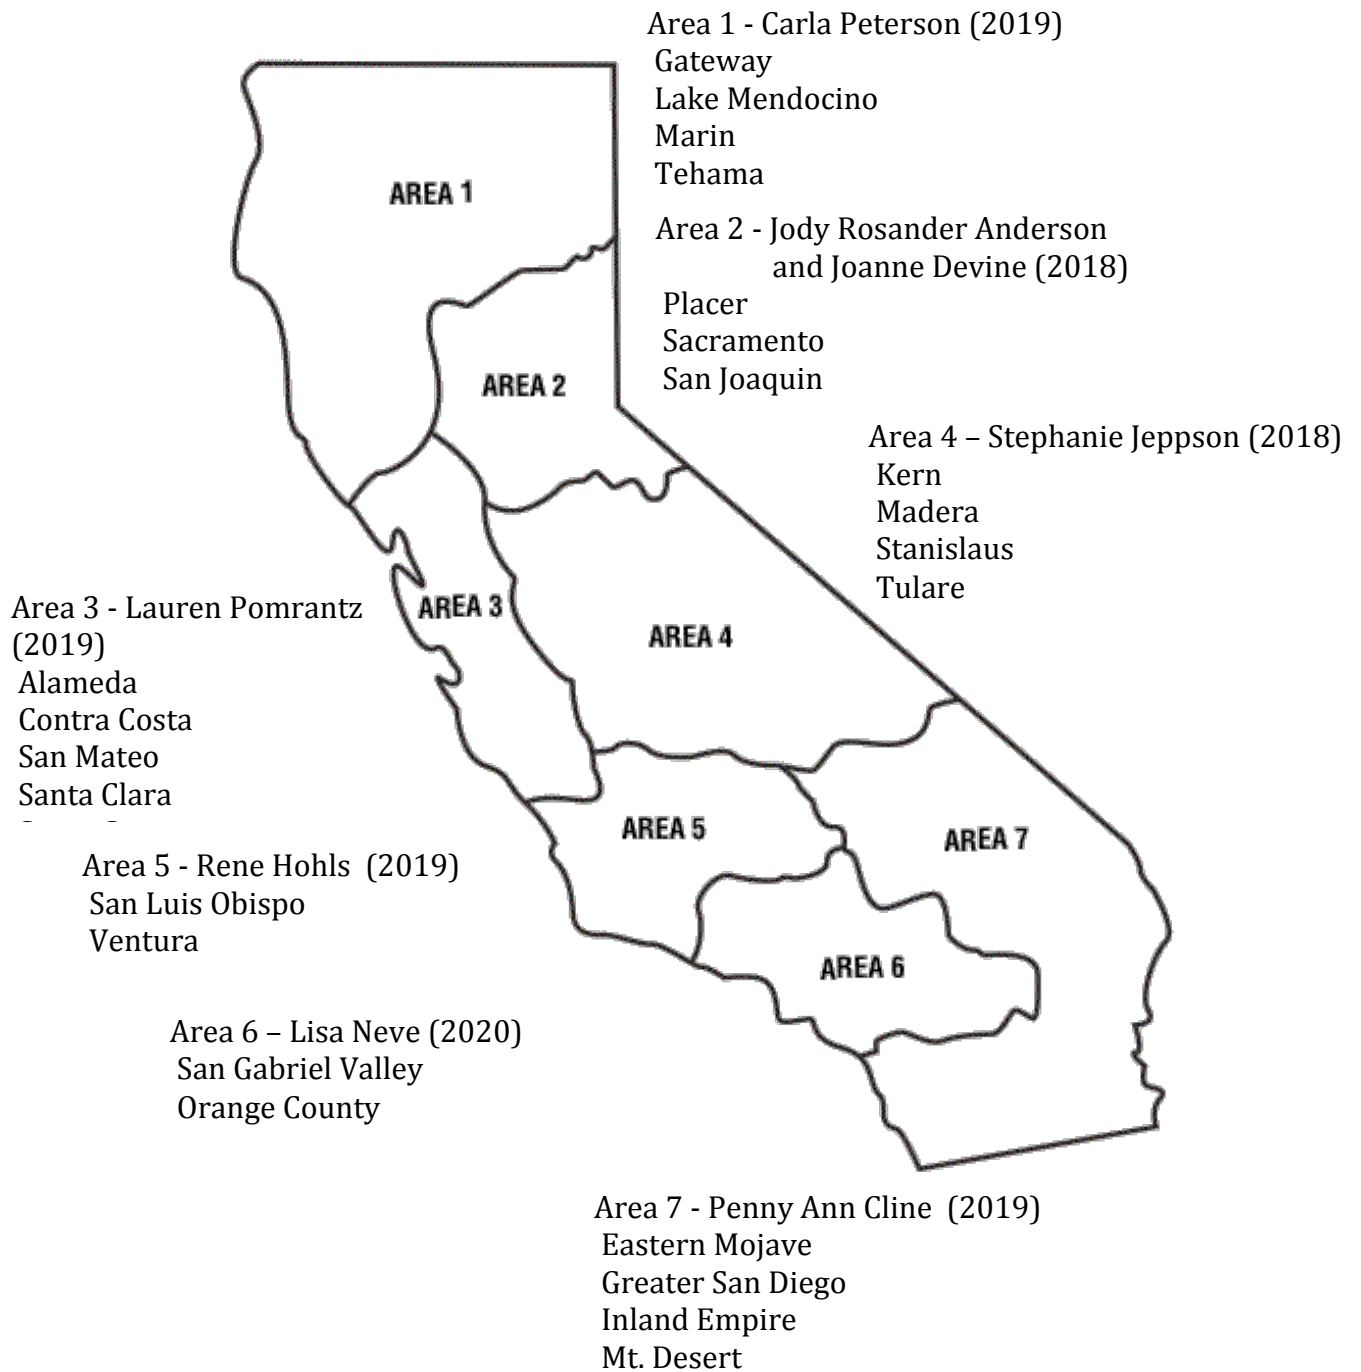 Area 1 - Carla Peterson (2019)
Gateway
Lake Mendocino
Marin
Tehama
Area 2 - Jody Rosander Anderson
and Joanne Devine (2018)
Placer
Sacramento
San Joaquin
Area 4 – Stephanie Jeppson (2018)
Kern
Madera
Stanislaus
Tulare
Area 3 - Lauren Pomrantz
(2019)
Alameda
Contra Costa
San Mateo
Santa Clara
Area 5 - Rene Hohls (2019)
San Luis Obispo
Ventura
Area 6 – Lisa Neve (2020)
San Gabriel Valley
Orange County
Area 7 - Penny Ann Cline (2019)
Eastern Mojave
Greater San Diego
Inland Empire
Mt. Desert
AREA 1
AREA 2
AREA 3
AREA 4
AREA 5
AREA 7
AREA 6